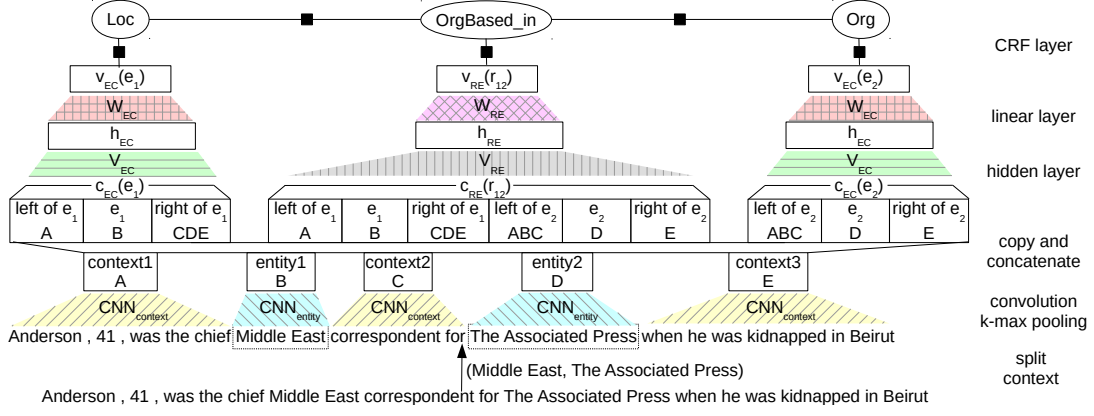 Loc OrgBased_in Org
CRF layer
v_EC(e_1) v_RE(r_12) v_EC(e_2)
W_EC W_RE W_EC
linear layer
h_EC h_RE h_EC
V_EC V_RE V_EC
hidden layer
c_EC(e_1) c_RE(r_12) c_EC(e_2)
left of e_1 e_1 right of e_1 left of e_1 e_1 right of e_1 left of e_2 e_2 right of e_2 left of e_2 e_2 right of e_2
A B CDE A B CDE ABC D E ABC D E
copy and
concatenate
context1 entity1 context2 entity2 context3
A B C D E
CNN_context CNN_entity CNN_context CNN_entity CNN_context
convolution
k-max pooling
Anderson , 41 , was the chief Middle East correspondent for The Associated Press when he was kidnapped in Beirut
split
context
(Middle East, The Associated Press)
Anderson , 41 , was the chief Middle East correspondent for The Associated Press when he was kidnapped in Beirut